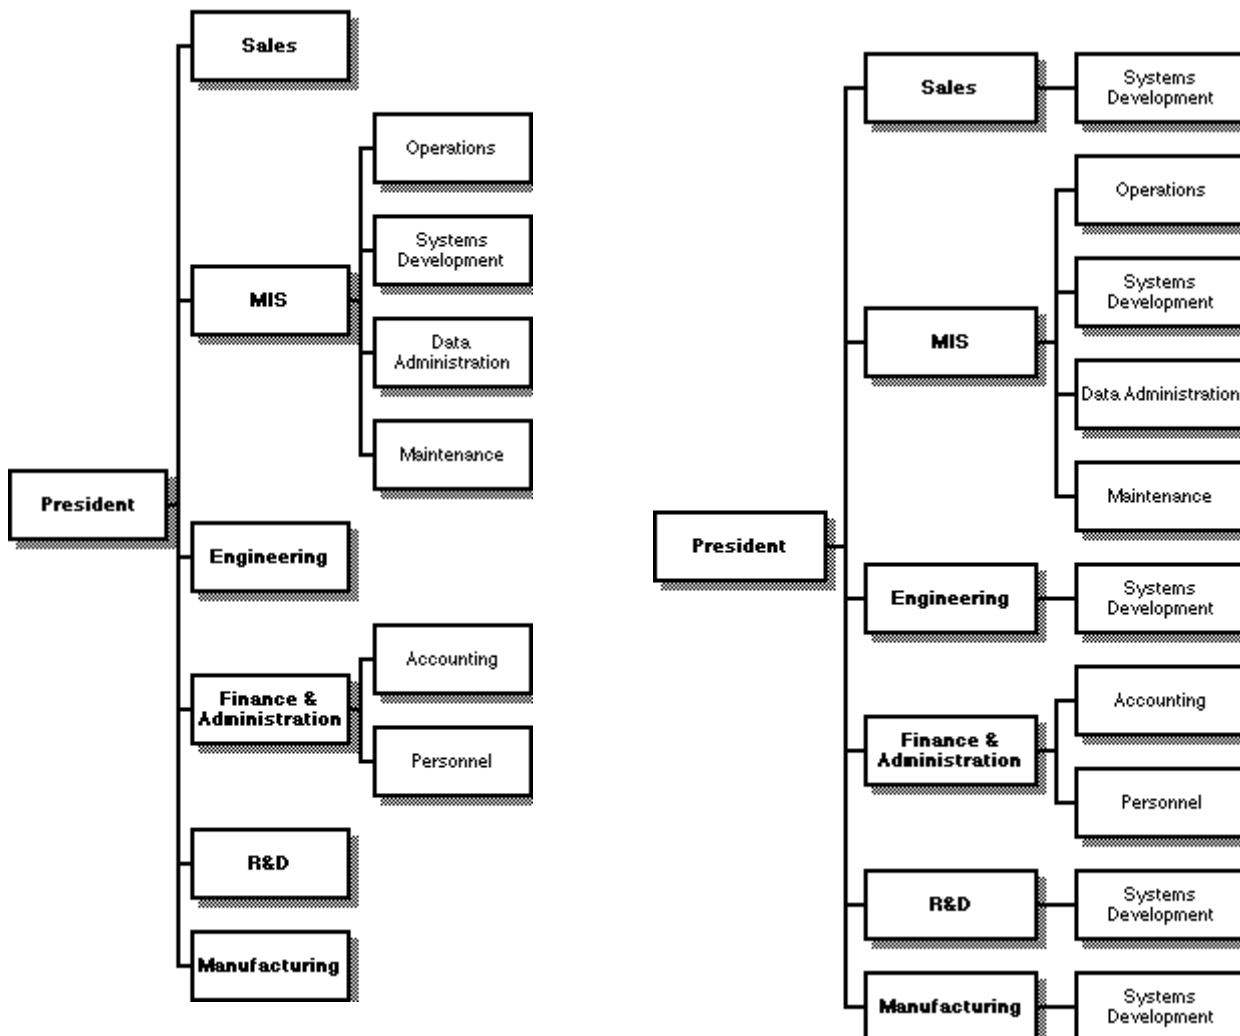 Sales
Operations
Systems
Development
MIS
Data
Administration
Maintenance
President
Engineering
Accounting
Finance &
Administration
Personnel
R&D
Manufacturing
Sales
Systems
Development
Operations
Systems
Development
MIS
Data Administration
Maintenance
President
Engineering
Systems
Development
Accounting
Finance &
Administration
Personnel
R&D
Systems
Development
Manufacturing
Systems
Development